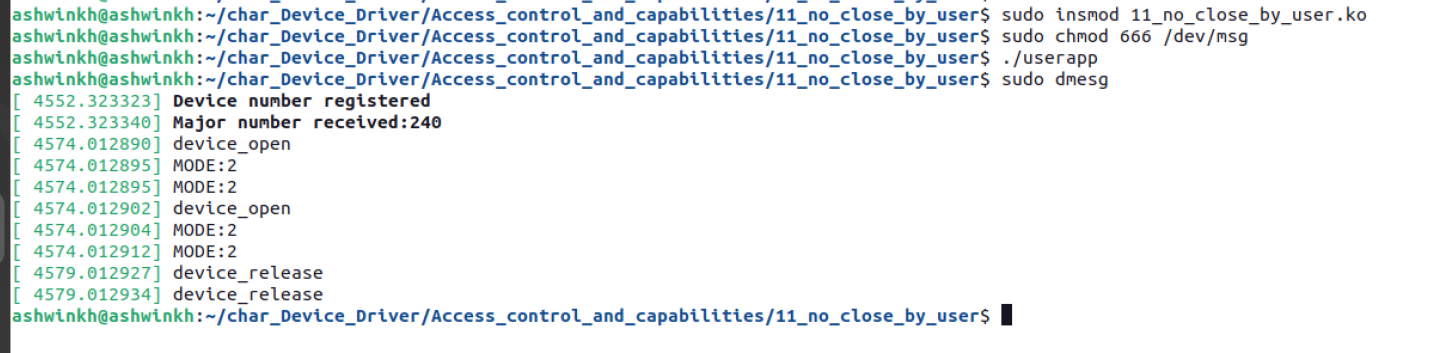 ashwinkh@ashwinkh:~/char_Device_Driver/Access_control_and_capabilities/11_no_close_by_user$ sudo insmod 11_no_close_by_user.ko
ashwinkh@ashwinkh:~/char_Device_Driver/Access_control_and_capabilities/11_no_close_by_user$ sudo chmod 666 /dev/msg
ashwinkh@ashwinkh:~/char_Device_Driver/Access_control_and_capabilities/11_no_close_by_user$ ./userapp
ashwinkh@ashwinkh:~/char_Device_Driver/Access_control_and_capabilities/11_no_close_by_user$ sudo dmesg
[ 4552.323323] Device number registered
[ 4552.323340] Major number received:240
[ 4574.012890] device_open
[ 4574.012895] MODE:2
[ 4574.012895] MODE:2
[ 4574.012902] device_open
[ 4574.012904] MODE:2
[ 4574.012912] MODE:2
[ 4579.012927] device_release
[ 4579.012934] device_release
ashwinkh@ashwinkh:~/char_Device_Driver/Access_control_and_capabilities/11_no_close_by_user$